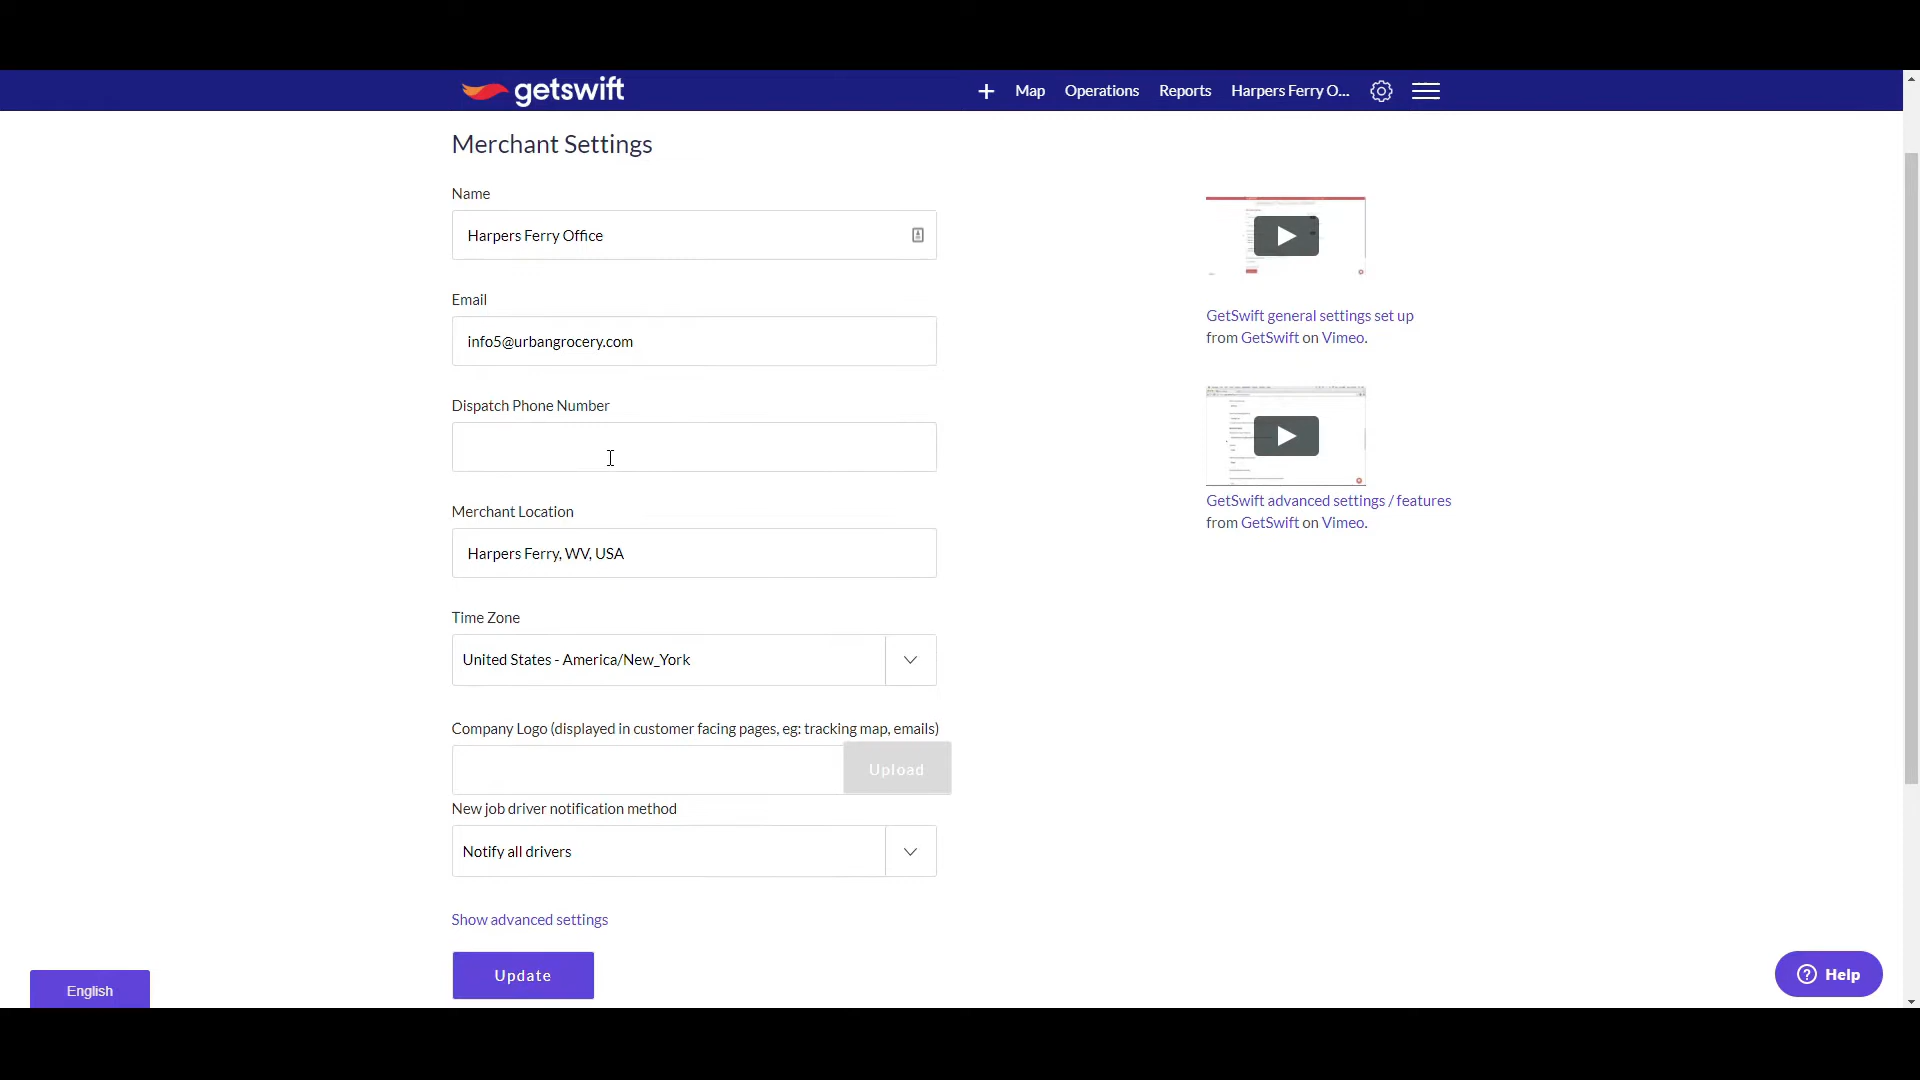 getswift
Map Operations Reports Harpers Ferry O...
Merchant Settings
Name
Harpers Ferry Office
Email
info5@urbangrocery.com
Dispatch Phone Number
Merchant Location
Harpers Ferry, WV, USA
Time Zone
United States - America/New_York
Company Logo (displayed in customer facing pages, eg: tracking map, emails)
Upload
New job driver notification method
Notify all drivers
Show advanced settings
Update
GetSwift general settings set up
from GetSwift on Vimeo.
GetSwift advanced settings / features
from GetSwift on Vimeo.
English
? Help